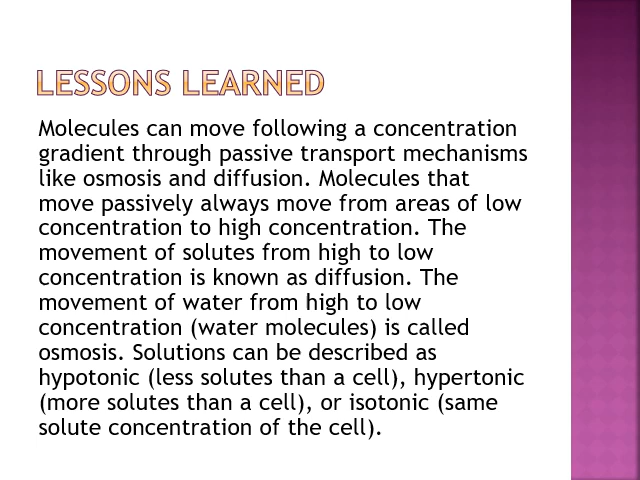 LESSONS LEARNED
Molecules can move following a concentration
gradient through passive transport mechanisms
like osmosis and diffusion. Molecules that
move passively always move from areas of low
concentration to high concentration. The
movement of solutes from high to low
concentration is known as diffusion. The
movement of water from high to low
concentration (water molecules) is called
osmosis. Solutions can be described as
hypotonic (less solutes than a cell), hypertonic
(more solutes than a cell), or isotonic (same
solute concentration of the cell).